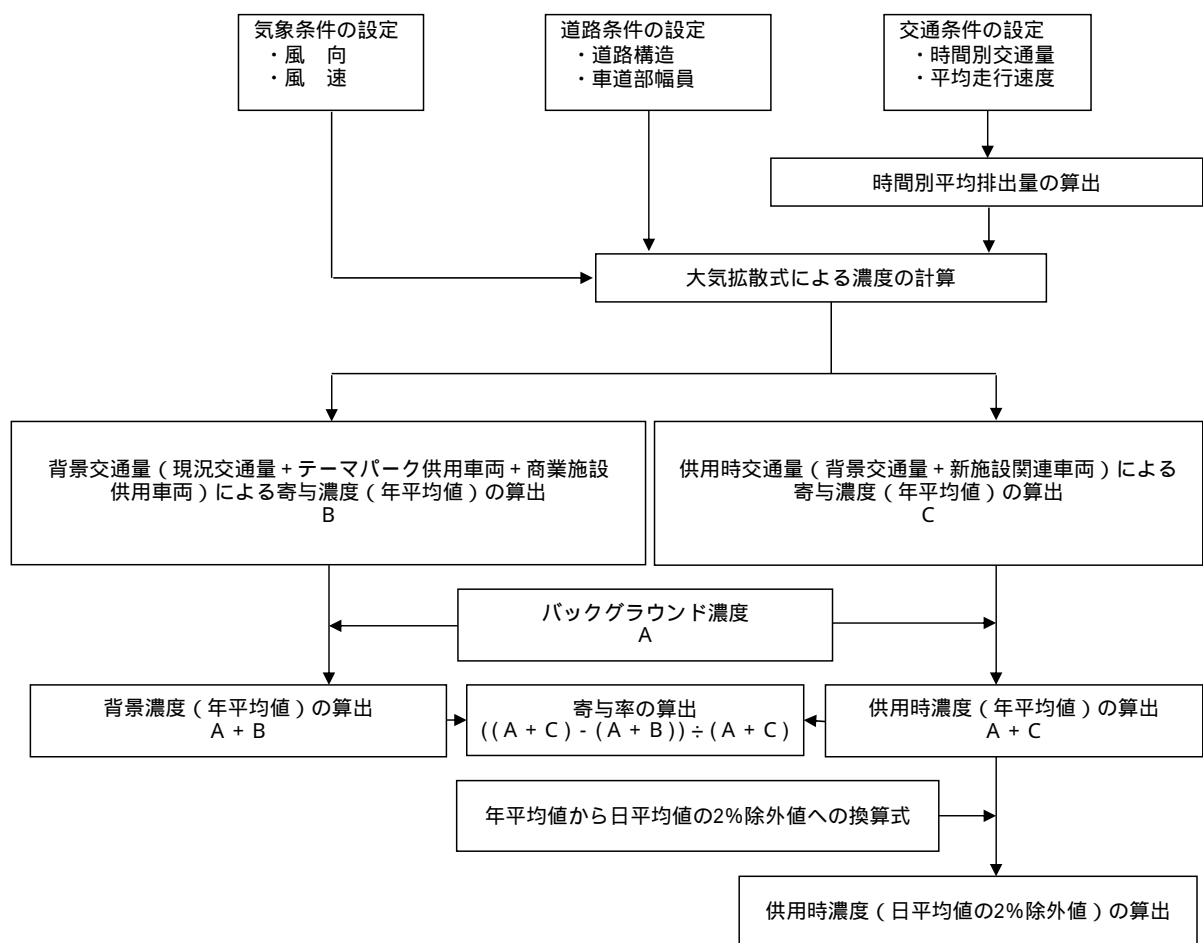 気象条件の設定
・風　向
・風　速
道路条件の設定
・道路構造
・車道部幅員
交通条件の設定
・時間別交通量
・平均走行速度
時間別平均排出量の算出
大気拡散式による濃度の計算
背景交通量（現況交通量＋テーマパーク供用車両＋商業施設
供用車両）による寄与濃度（年平均値）の算出
B
供用時交通量（背景交通量＋新施設関連車両）による
寄与濃度（年平均値）の算出
C
バックグラウンド濃度
A
背景濃度（年平均値）の算出
A + B
寄与率の算出
((A + C) - (A + B)) ÷ (A + C)
供用時濃度（年平均値）の算出
A + C
年平均値から日平均値の2%除外値への換算式
供用時濃度（日平均値の2%除外値）の算出